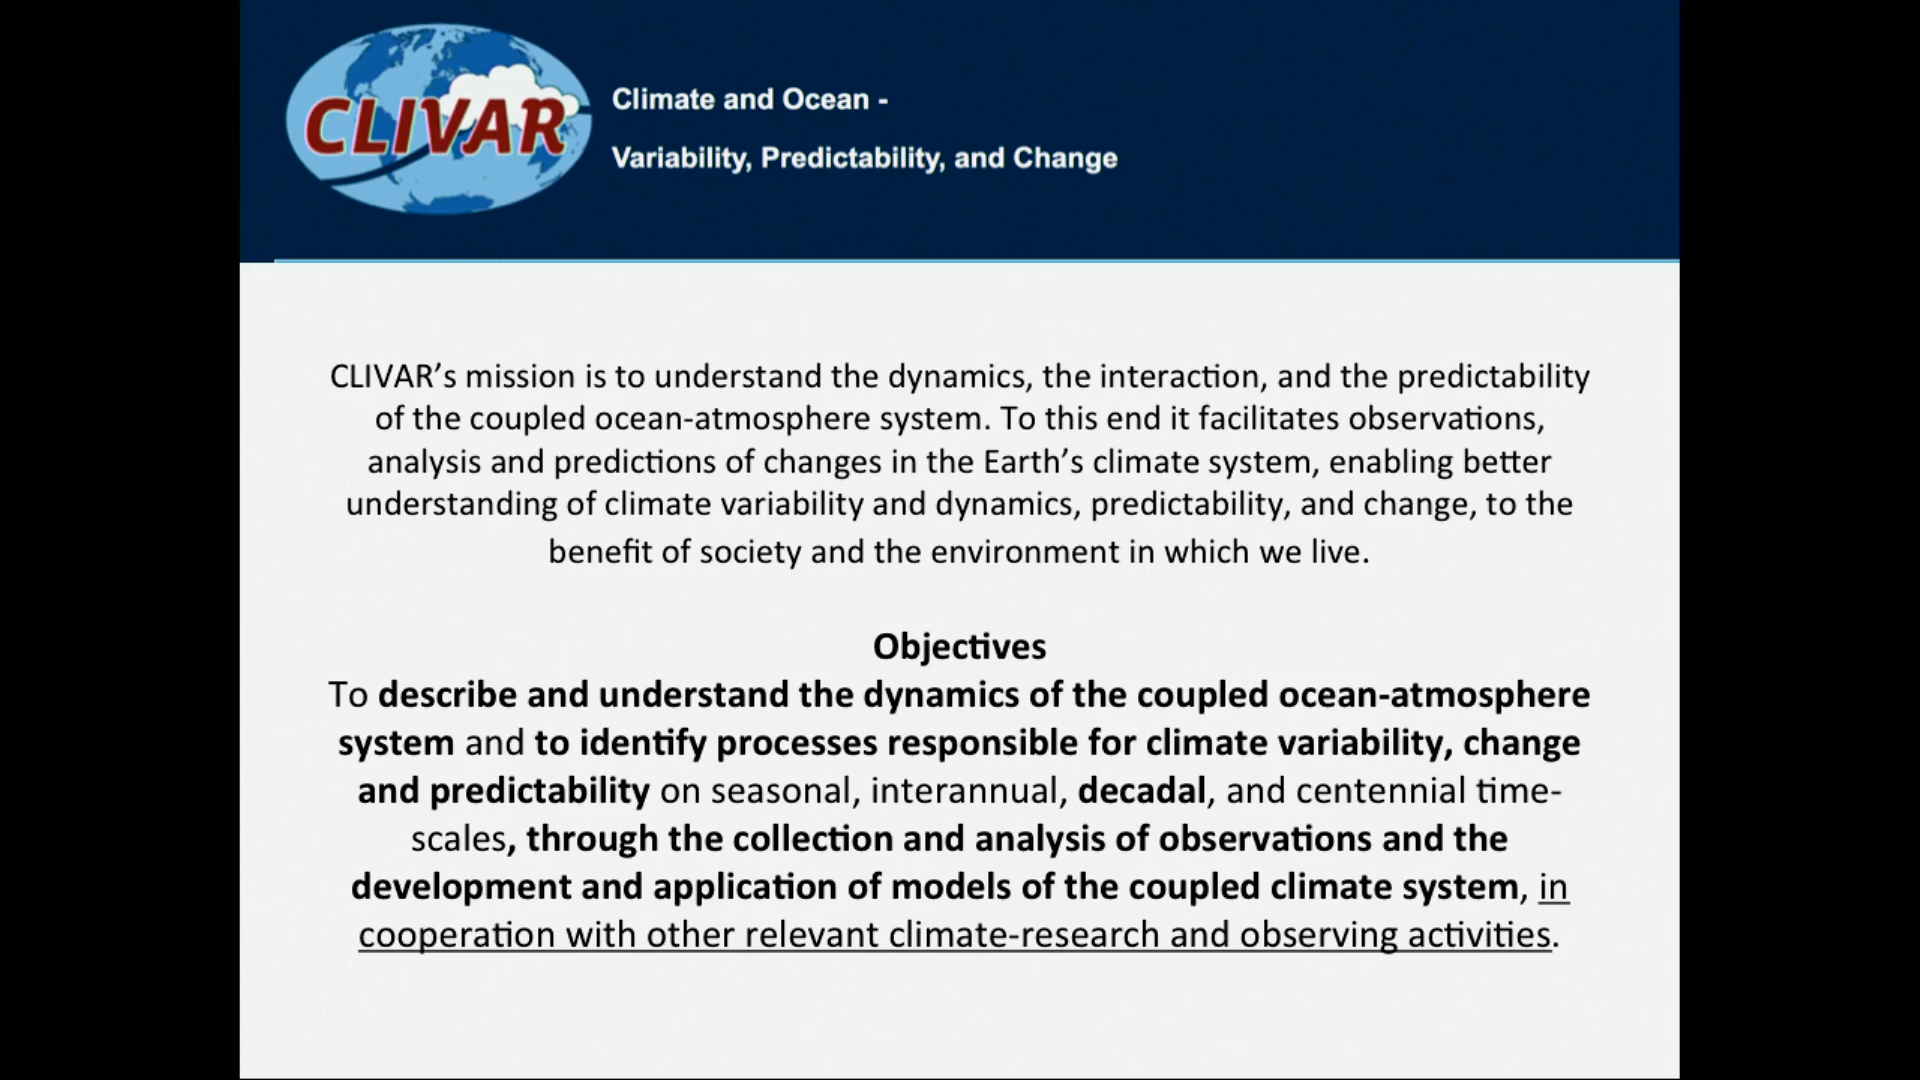 CLIVAR
Climate and Ocean -
Variability, Predictability, and Change
CLIVAR’s mission is to understand the dynamics, the interaction, and the predictability
of the coupled ocean-atmosphere system. To this end it facilitates observations,
analysis and predictions of changes in the Earth’s climate system, enabling better
understanding of climate variability and dynamics, predictability, and change, to the
benefit of society and the environment in which we live.
Objectives
To describe and understand the dynamics of the coupled ocean-atmosphere
system and to identify processes responsible for climate variability, change
and predictability on seasonal, interannual, decadal, and centennial time-
scales, through the collection and analysis of observations and the
development and application of models of the coupled climate system, in
cooperation with other relevant climate-research and observing activities.